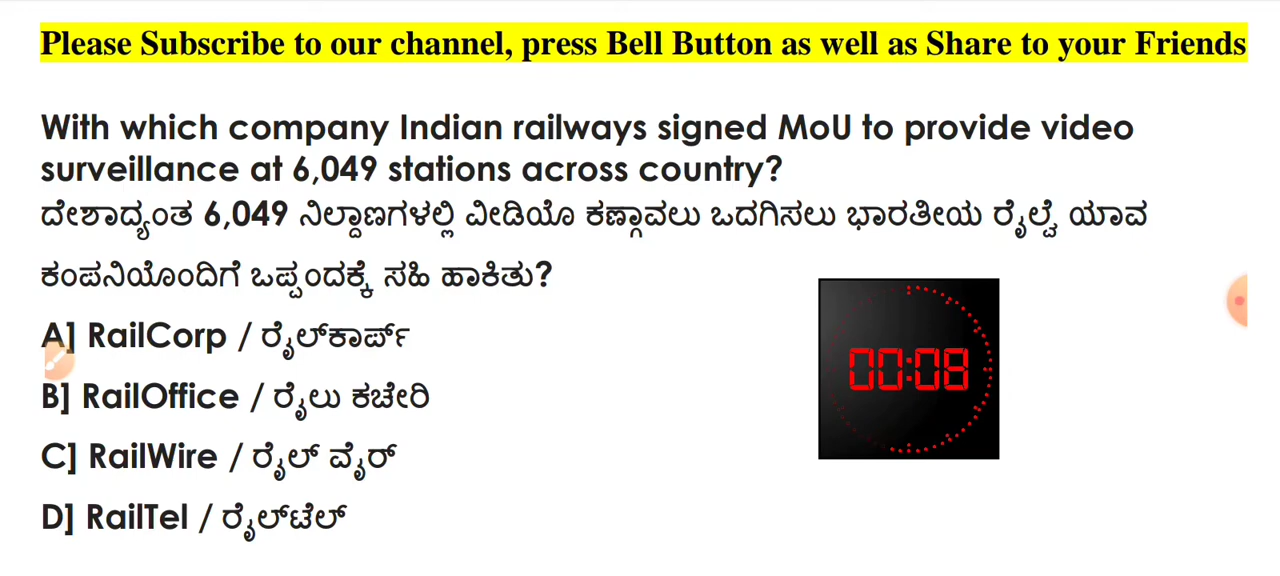 Please Subscribe to our channel, press Bell Button as well as Share to your Friends
With which company Indian railways signed MoU to provide video
surveillance at 6,049 stations across country?
ದೇಶಾದ್ಯಂತ 6,049 ನಿಲ್ದಾಣಗಳಲ್ಲಿ ವೀಡಿಯೊ ಕಣ್ಗಾವಲು ಒದಗಿಸಲು ಭಾರತೀಯ ರೈಲ್ವೆ ಯಾವ
ಕಂಪನಿಯೊಂದಿಗೆ ಒಪ್ಪಂದಕ್ಕೆ ಸಹಿ ಹಾಕಿತು?
A] RailCorp / ರೈಲ್‌ಕಾರ್ಪ್
B] RailOffice / ರೈಲು ಕಚೇರಿ
C] RailWire / ರೈಲ್ ವೈರ್
D] RailTel / ರೈಲ್‌ಟೆಲ್
00:08